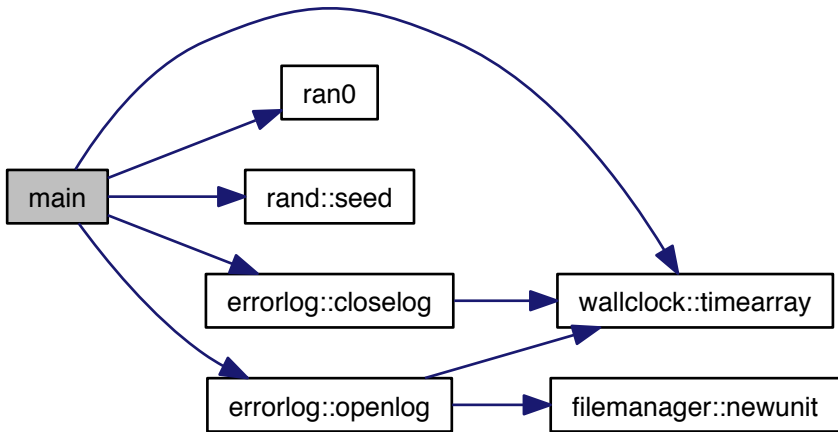 ran0
main
rand::seed
errorlog::closelog
wallclock::timearray
errorlog::openlog
filemanager::newunit